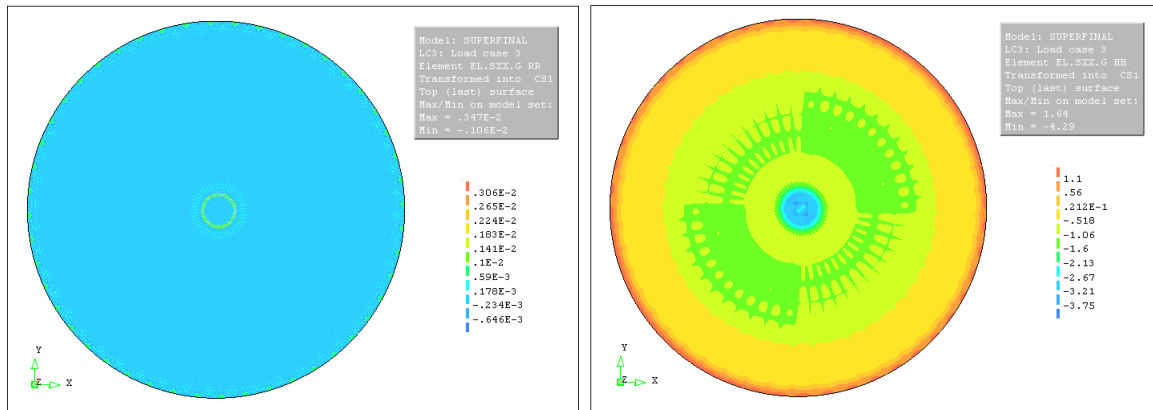 Model: SUPERFINAL
LC3: Load case 3
Element EL.SXX.G RR
Transformed into CS1
Top (last) surface
Max/Min on model set:
Max = .347E-2
Min = -.106E-2
.306E-2
.265E-2
.224E-2
.183E-2
.141E-2
.1E-2
.59E-3
.178E-3
-.234E-3
-.646E-3
Y
Z
X
Model: SUPERFINAL
LC3: Load case 3
Element EL.SXX.G HH
Transformed into CS1
Top (last) surface
Max/Min on model set:
Max = 1.64
Min = -4.29
1.1
.56
.212E-1
-.518
-1.06
-1.6
-2.13
-2.67
-3.21
-3.75
Y
Z
X